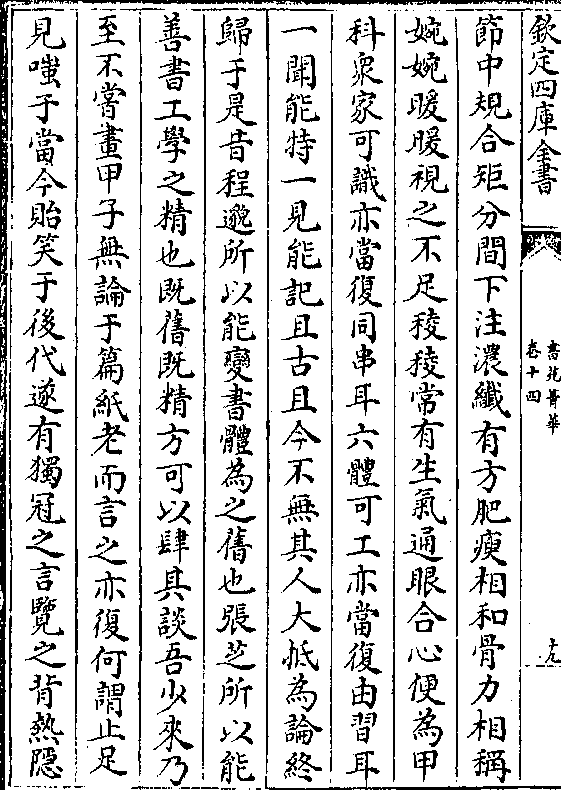 欽定四庫全書
書苑菁華
卷十四
節中規合矩分間下注濃纖有方肥瘦相和骨力相稱
婉婉曖曖視之不足稜稜常有生氣通眼合心便為甲
科衆家可識亦當復同串耳六體可工亦當復由習耳
一聞能持一見能記且古且今不無其人大抵為論終
歸于是昔程邈所以能變書體為之舊也張芝所以能
善書工學之精也既舊既精方可以肆其談吾少來乃
至不嘗畫甲子無論于篇紙老而言之亦復何謂止足
見嗤于當今貽笑于後代遂有獨冠之言覽之背熱隱